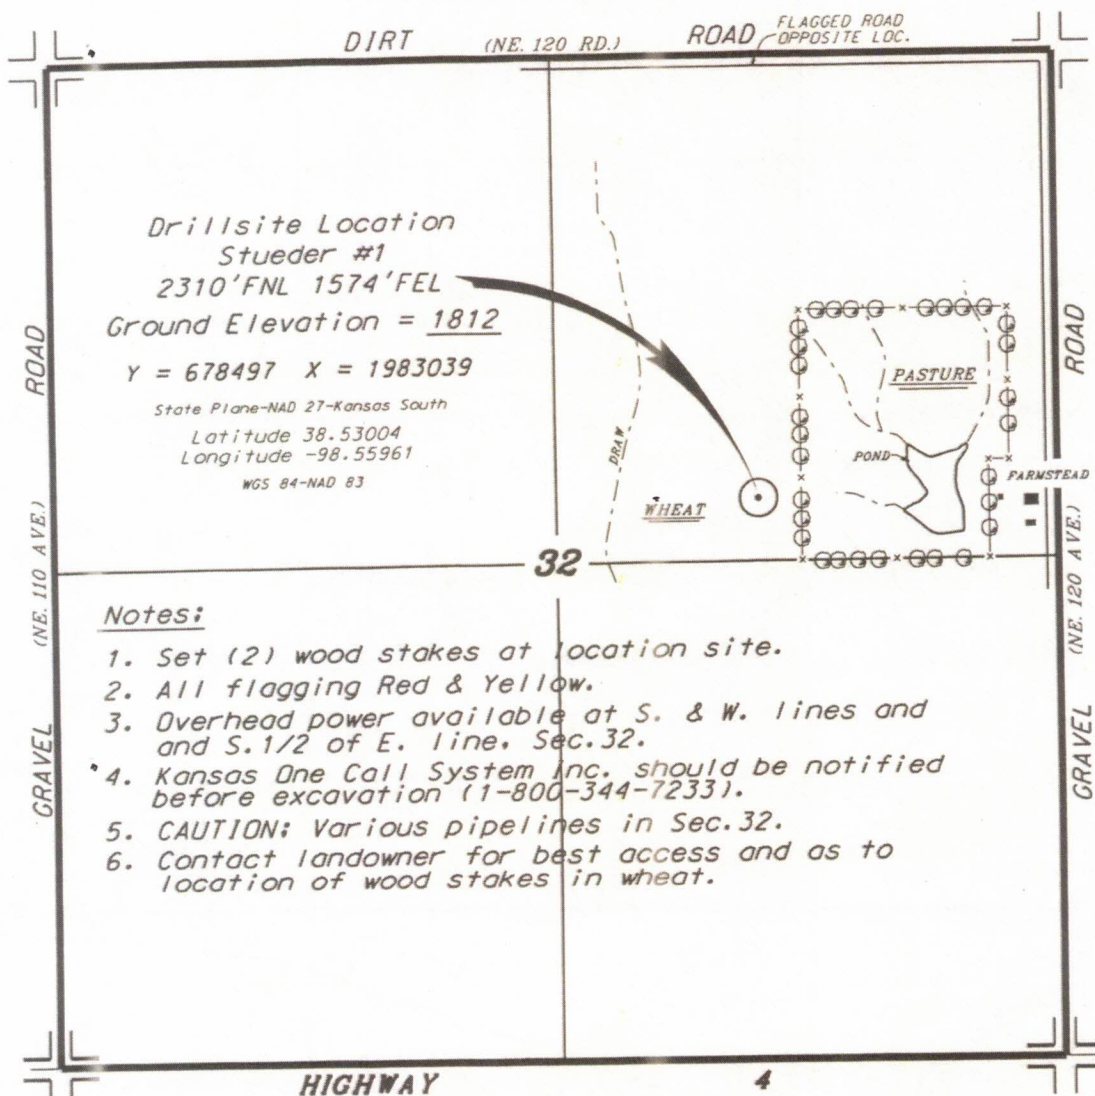 DIRT (NE. 120 RD.) ROAD FLAGGED ROAD
OPPOSITE LOC.
Drillsite Location
Stueder #1
2310'FNL 1574'FEL
Ground Elevation = 1812
Y = 678497 X = 1983039
State Plane-NAD 27-Kansas South
Latitude 38.53004
Longitude -98.55961
WGS 84-NAD 83
ROAD
(NE. 110 AVE.)
GRAVEL
DRAW
WHEAT
PASTURE
POND
FARMSTEAD
ROAD
(NE. 120 AVE.)
GRAVEL
32
Notes:
1. Set (2) wood stakes at location site.
2. All flagging Red & Yellow.
3. Overhead power available at S. & W. lines and
and S.1/2 of E. line. Sec.32.
4. Kansas One Call System Inc. should be notified
before excavation (1-800-344-7233).
5. CAUTION: Various pipelines in Sec.32.
6. Contact landowner for best access and as to
location of wood stakes in wheat.
HIGHWAY 4